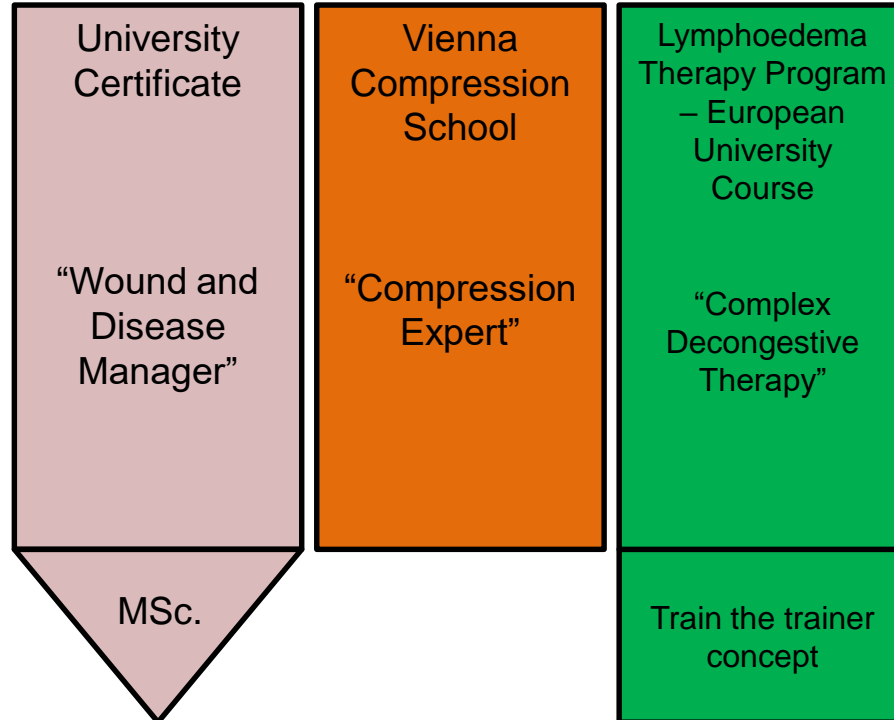 University
Certificate
“Wound and
Disease
Manager”
MSc.
Vienna
Compression
School
“Compression
Expert”
Lymphoedema
Therapy Program
– European
University
Course
“Complex
Decongestive
Therapy”
Train the trainer
concept